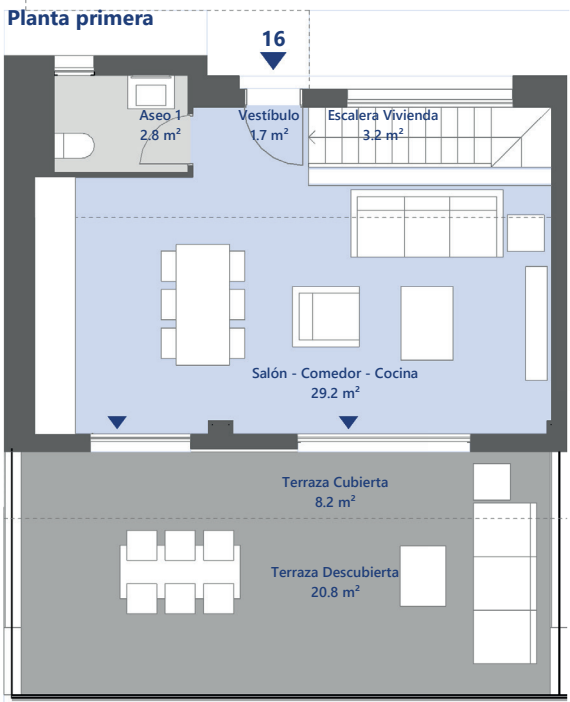 Planta primera
16
Aseo 1
2.8 m²
Vestíbulo
1.7 m²
Escalera Vivienda
3.2 m²
Salón - Comedor - Cocina
29.2 m²
Terraza Cubierta
8.2 m²
Terraza Descubierta
20.8 m²